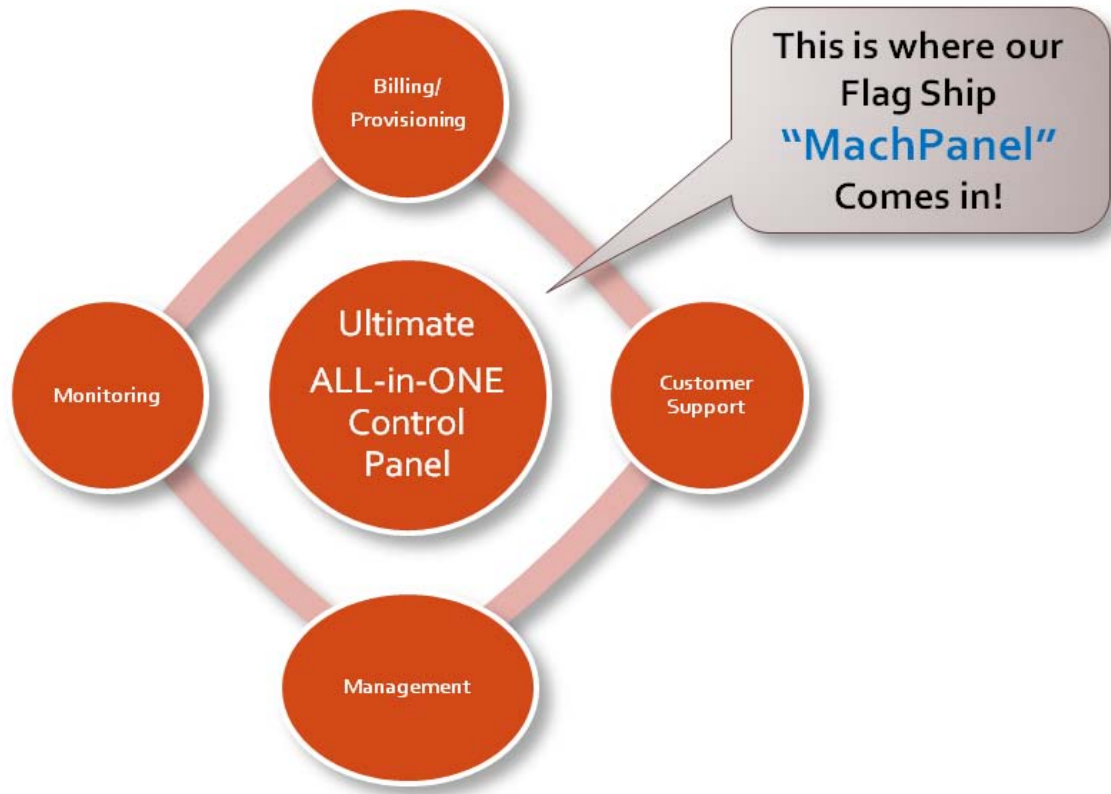 Billing/
Provisioning
This is where our
Flag Ship
“MachPanel”
Comes in!
Monitoring
Ultimate
ALL-in-ONE
Control
Panel
Customer
Support
Management